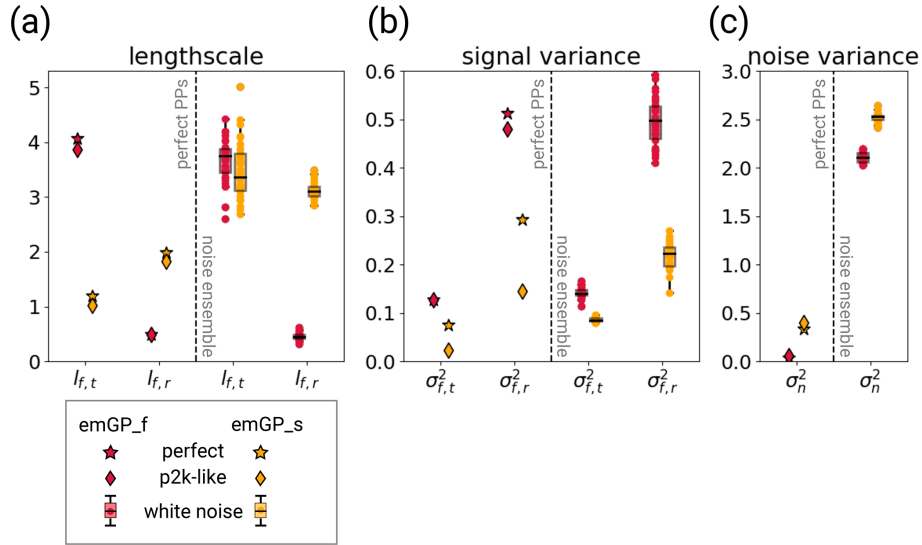 (a)
lengthscale
5
4
3
2
1
0
perfect PPs
noise ensemble
l_{f, t}
l_{f, r}
l_{f, t}
l_{f, r}
(b)
signal variance
0.6
0.5
0.4
0.3
0.2
0.1
0.0
perfect PPs
noise ensemble
σ²_{f, t}
σ²_{f, r}
σ²_{f, t}
σ²_{f, r}
(c)
noise variance
3.0
2.5
2.0
1.5
1.0
0.5
0.0
perfect PPs
noise ensemble
σ²_n
σ²_n
emGP_f
emGP_s
perfect
p2k-like
white noise